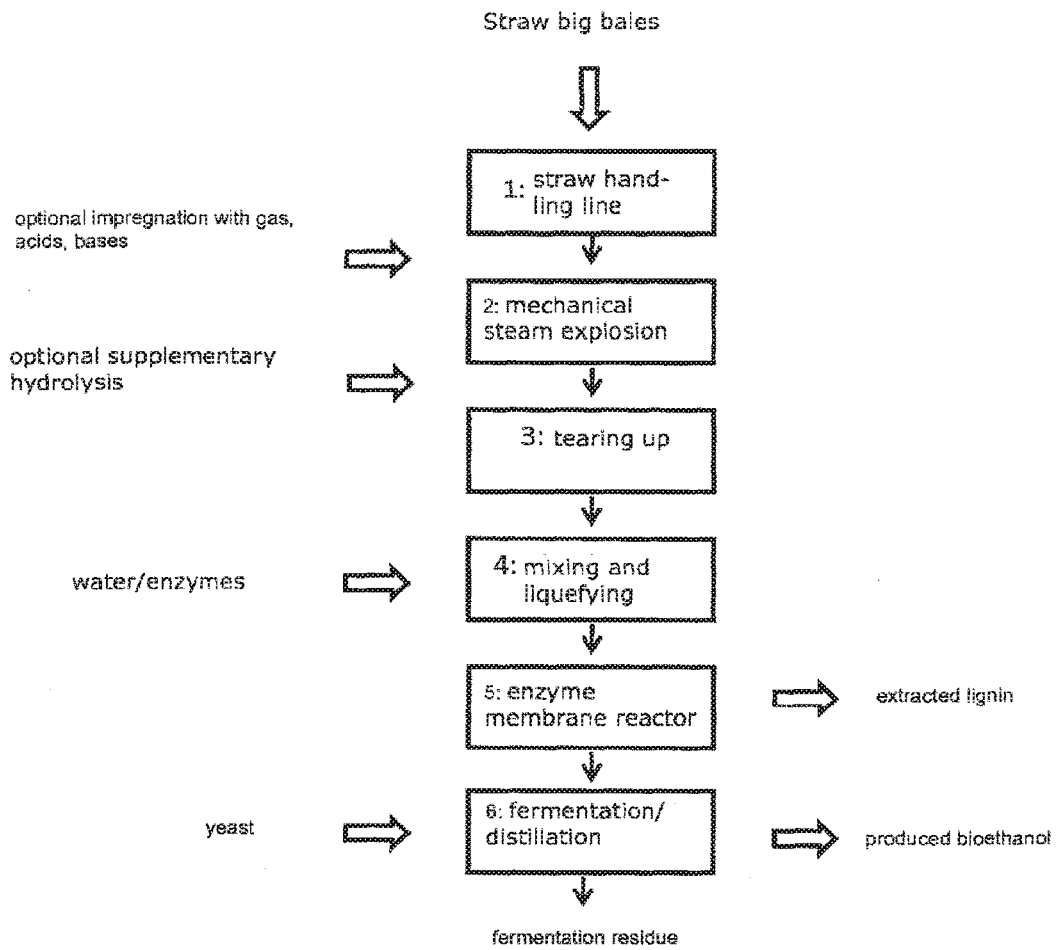 Straw big bales
1: straw hand-
ling line
optional impregnation with gas,
acids, bases
2: mechanical
steam explosion
optional supplementary
hydrolysis
3: tearing up
water/enzymes
4: mixing and
liquefying
5: enzyme
membrane reactor
extracted lignin
yeast
6: fermentation/
distillation
produced bioethanol
fermentation residue